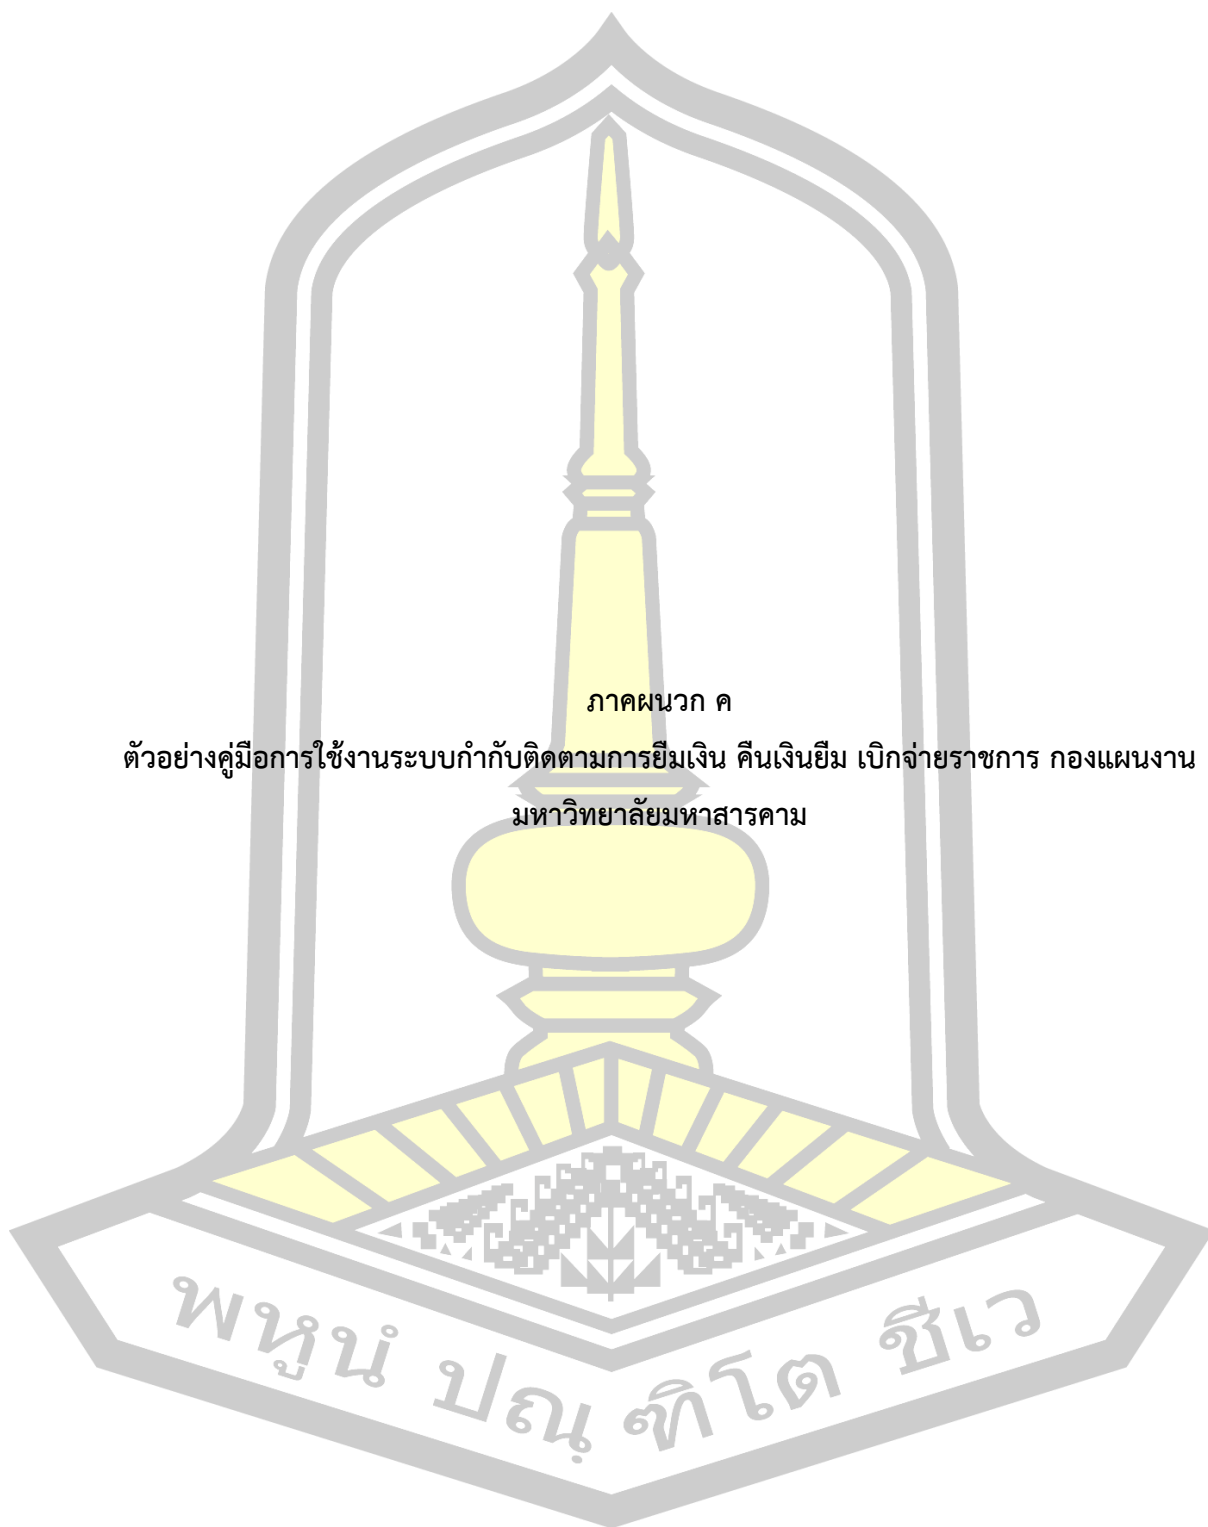 ภาคผนวก ค
ตัวอย่างคู่มือการใช้งานระบบกำกับติดตามการยืมเงิน คืนเงินยืม เบิกจ่ายราชการ กองแผนงาน
มหาวิทยาลัยมหาสารคาม
พหูนํ ปณฺฑิโต ชีเว